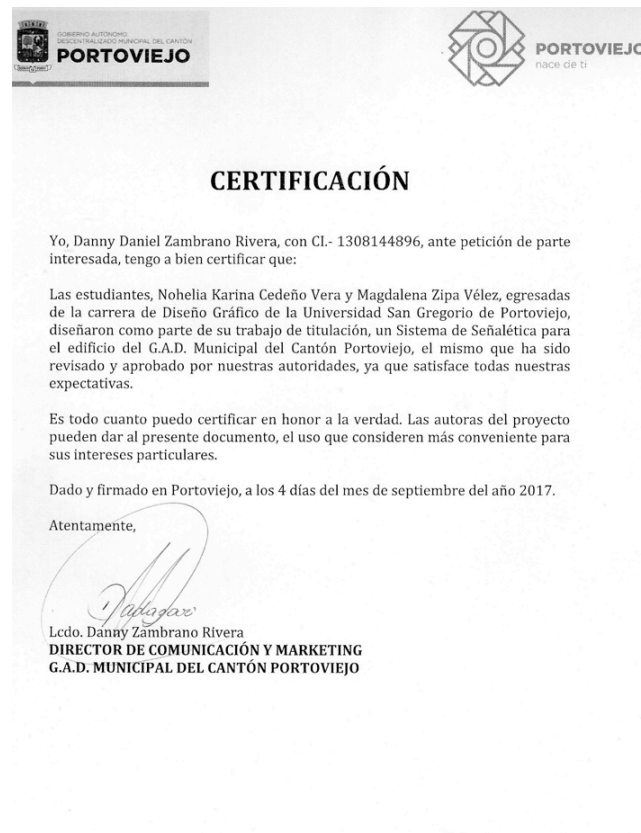 GOBIERNO AUTÓNOMO
DESCENTRALIZADO MUNICIPAL DEL CANTÓN
PORTOVIEJO
PORTOVIEJO
nace de ti
CERTIFICACIÓN
Yo, Danny Daniel Zambrano Rivera, con CI.- 1308144896, ante petición de parte
interesada, tengo a bien certificar que:
Las estudiantes, Nohelia Karina Cedeño Vera y Magdalena Zipa Vélez, egresadas
de la carrera de Diseño Gráfico de la Universidad San Gregorio de Portoviejo,
diseñaron como parte de su trabajo de titulación, un Sistema de Señalética para
el edificio del G.A.D. Municipal del Cantón Portoviejo, el mismo que ha sido
revisado y aprobado por nuestras autoridades, ya que satisface todas nuestras
expectativas.
Es todo cuanto puedo certificar en honor a la verdad. Las autoras del proyecto
pueden dar al presente documento, el uso que consideren más conveniente para
sus intereses particulares.
Dado y firmado en Portoviejo, a los 4 días del mes de septiembre del año 2017.
Atentamente,
Lcdo. Danny Zambrano Rivera
DIRECTOR DE COMUNICACIÓN Y MARKETING
G.A.D. MUNICIPAL DEL CANTÓN PORTOVIEJO